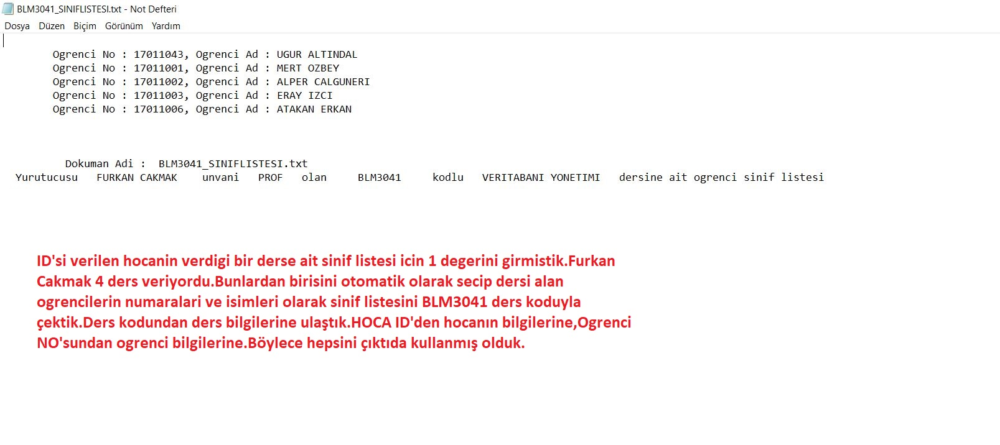 BLM3041_SINIFLISTESI.txt - Not Defteri
Dosya Düzen Biçim Görünüm Yardım
Ogrenci No : 17011043, Ogrenci Ad : UGUR ALTINDAL
Ogrenci No : 17011001, Ogrenci Ad : MERT OZBEY
Ogrenci No : 17011002, Ogrenci Ad : ALPER CALGUNERI
Ogrenci No : 17011003, Ogrenci Ad : ERAY IZCI
Ogrenci No : 17011006, Ogrenci Ad : ATAKAN ERKAN
Dokuman Adi : BLM3041_SINIFLISTESI.txt
Yurutucusu FURKAN CAKMAK unvani PROF olan BLM3041 kodlu VERITABANI YONETIMI dersine ait ogrenci sinif listesi
ID'si verilen hocanin verdigi bir derse ait sinif listesi icin 1 degerini girmistik.Furkan
Cakmak 4 ders veriyordu.Bunlardan birisini otomatik olarak secip dersi alan
ogrencilerin numaralari ve isimleri olarak sinif listesini BLM3041 ders koduyla
çektik.Ders kodundan ders bilgilerine ulaştık.HOCA ID'den hocanın bilgilerine,Ogrenci
NO'sundan ogrenci bilgilerine.Böylece hepsini çıktıda kullanmış olduk.